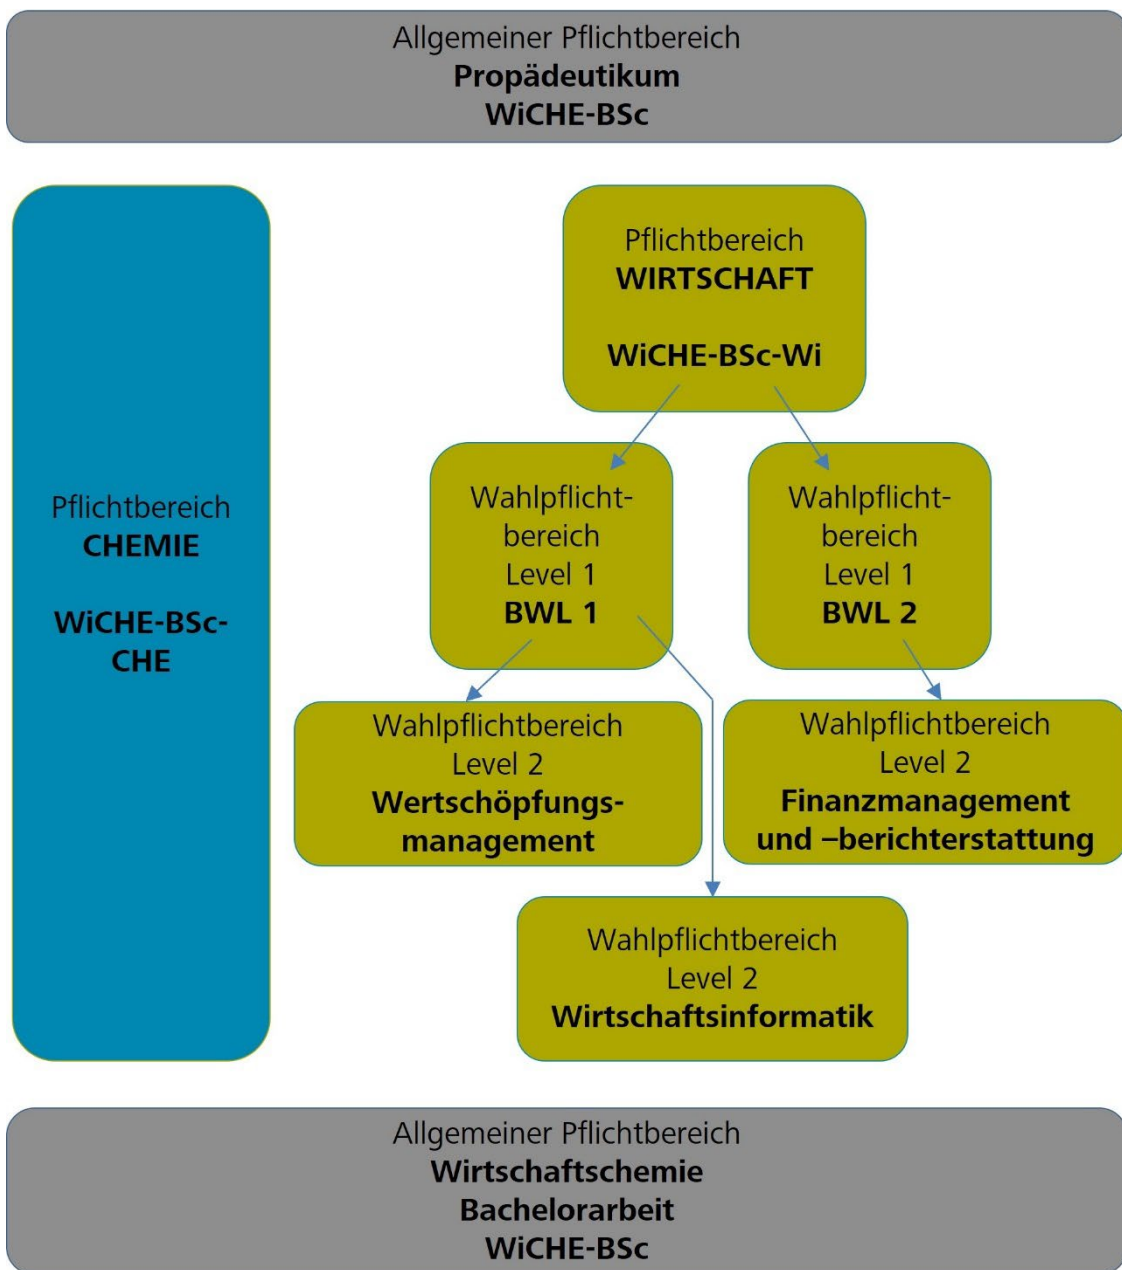 Allgemeiner Pflichtbereich
Propädeutikum
WiCHE-BSc
Pflichtbereich
CHEMIE
WiCHE-BSc-
CHE
Pflichtbereich
WIRTSCHAFT
WiCHE-BSc-Wi
Wahlpflicht-
bereich
Level 1
BWL 1
Wahlpflicht-
bereich
Level 1
BWL 2
Wahlpflichtbereich
Level 2
Wertschöpfungs-
management
Wahlpflichtbereich
Level 2
Finanzmanagement
und –berichterstattung
Wahlpflichtbereich
Level 2
Wirtschaftsinformatik
Allgemeiner Pflichtbereich
Wirtschaftschemie
Bachelorarbeit
WiCHE-BSc